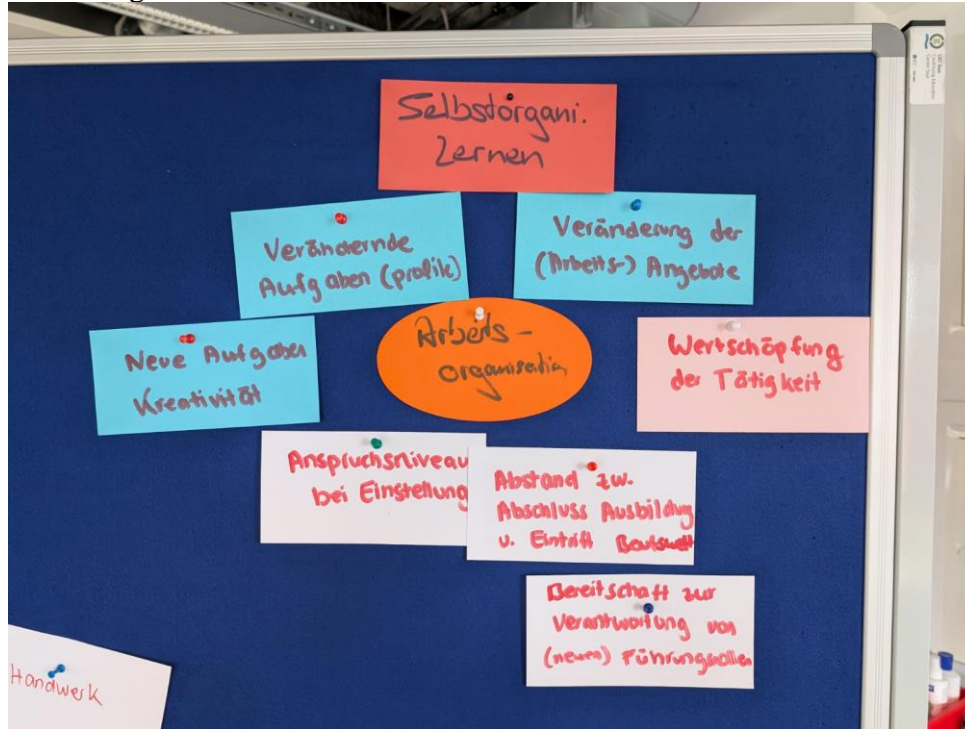 Selbstorgani.
Lernen
Verändernde
Aufgaben (profile)
Veränderung der
(Arbeits-) Angebote
Neue Aufgaben
Kreativität
Arbeits-
organisation
Wertschöpfung
der Tätigkeit
Anspruchsniveau
bei Einstellung
Abstand zw.
Abschluss Ausbildung
u. Eintritt Berufswelt
Bereitschaft zur
Verantwortung von
(neuen) Führungsrollen
Handwerk